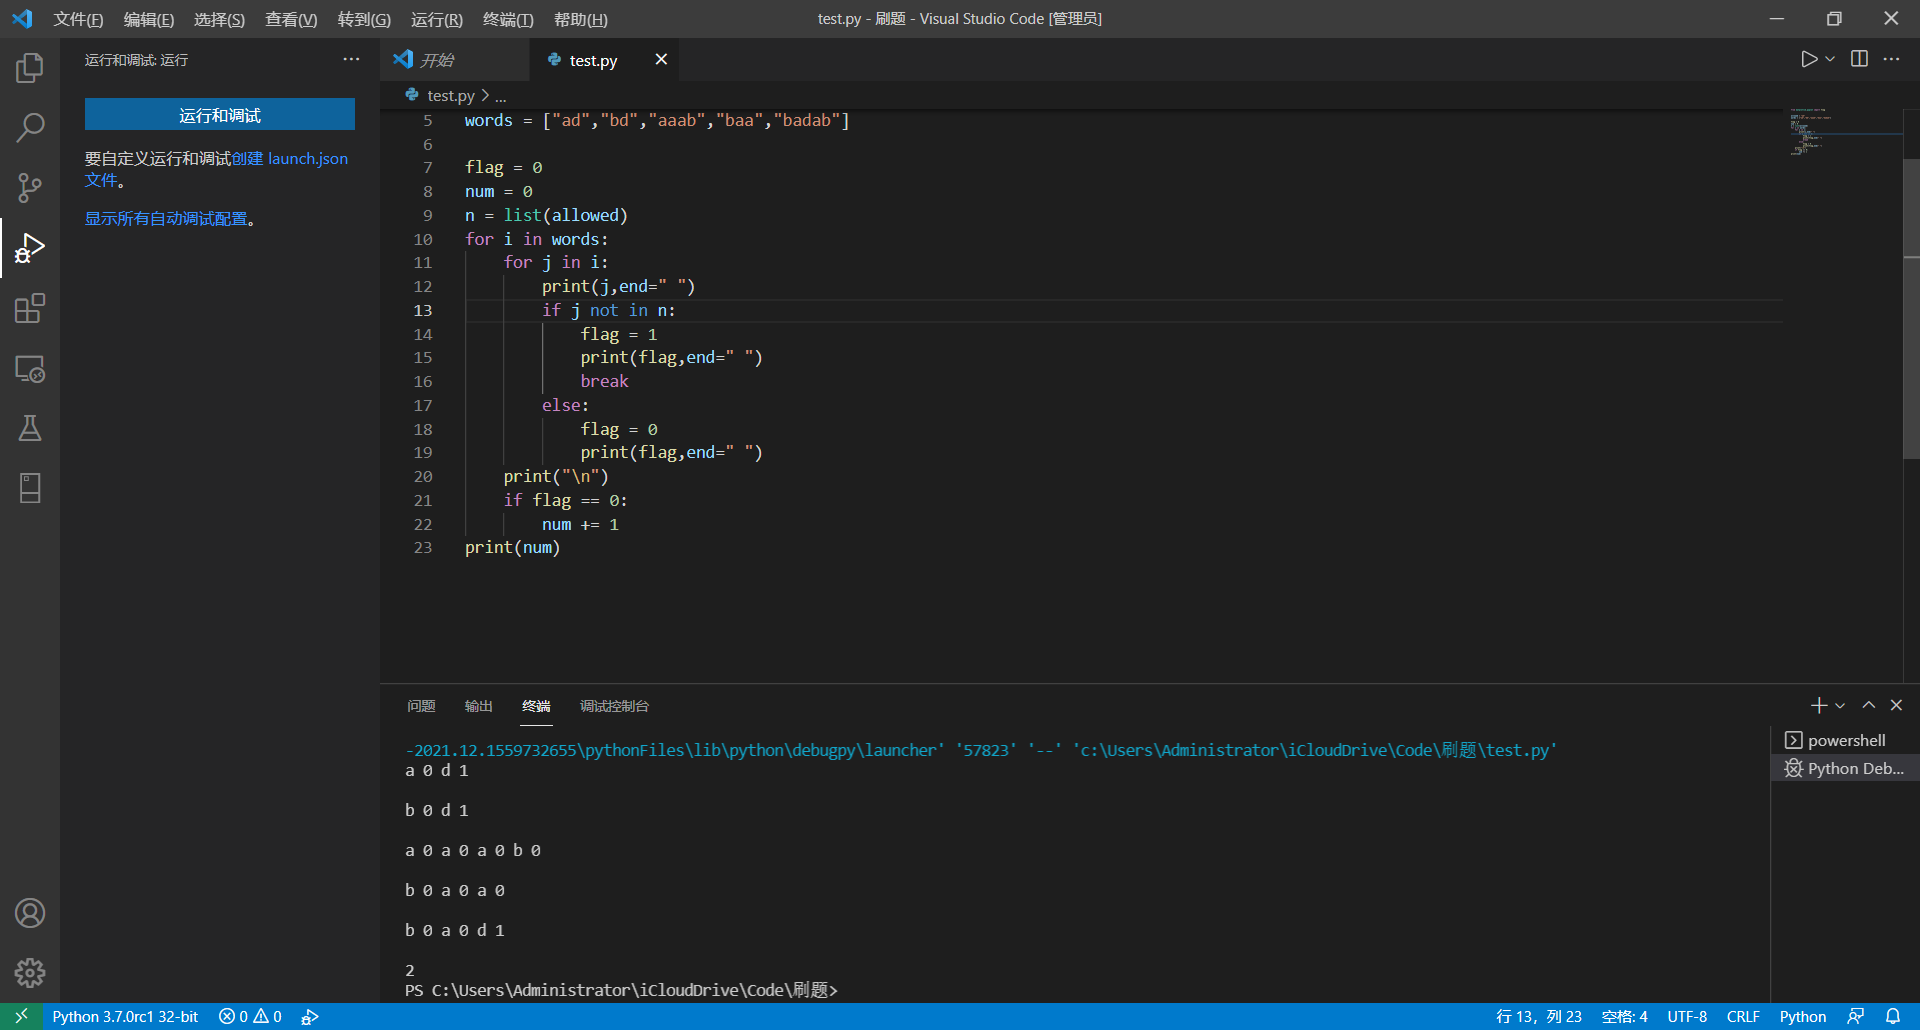 文件(F) 编辑(E) 选择(S) 查看(V) 转到(G) 运行(R) 终端(T) 帮助(H)
test.py - 刷题 - Visual Studio Code [管理员]
运行和调试: 运行
运行和调试
要自定义运行和调试创建 launch.json
文件。
显示所有自动调试配置。
开始
test.py
test.py > ...
5 words = ["ad","bd","aaab","baa","badab"]
6
7 flag = 0
8 num = 0
9 n = list(allowed)
10 for i in words:
11     for j in i:
12         print(j,end=" ")
13         if j not in n:
14             flag = 1
15             print(flag,end=" ")
16             break
17         else:
18             flag = 0
19             print(flag,end=" ")
20     print("\n")
21     if flag == 0:
22         num += 1
23 print(num)
问题 输出 终端 调试控制台
-2021.12.1559732655\pythonFiles\lib\python\debugpy\launcher' '57823' '--' 'c:\Users\Administrator\iCloudDrive\Code\刷题\test.py'
a 0 d 1
b 0 d 1
a 0 a 0 a 0 b 0
b 0 a 0 a 0
b 0 a 0 d 1
2
PS C:\Users\Administrator\iCloudDrive\Code\刷题>
powershell
Python Deb...
Python 3.7.0rc1 32-bit 0 0
行 13, 列 23 空格: 4 UTF-8 CRLF Python